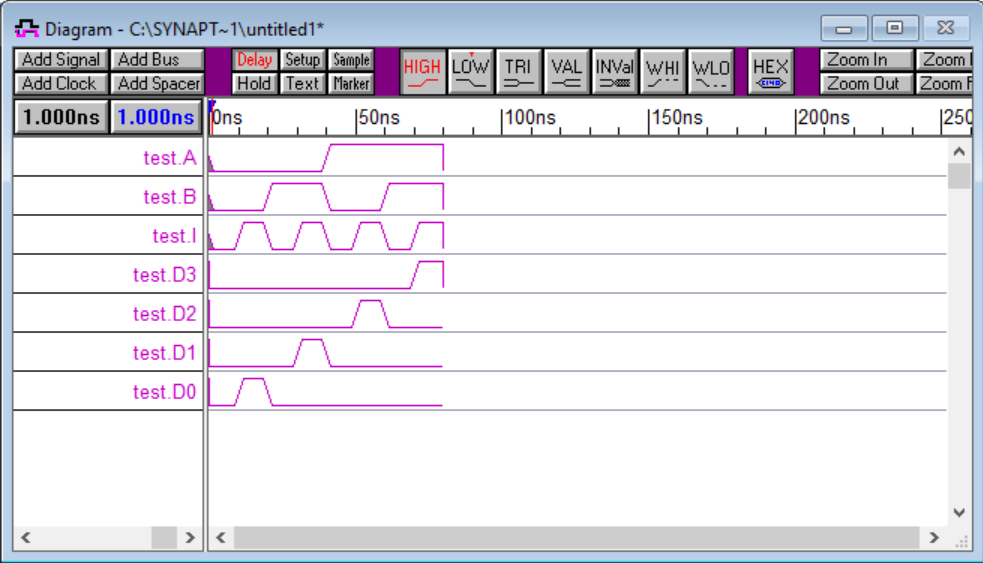 Diagram - C:\SYNAPT~1\untitled1*
Add Signal Add Bus Delay Setup Sample HIGH LOW TRI VAL INVal WHI WLO HEX Zoom In Zoom
Add Clock Add Spacer Hold Text Marker Zoom Out Zoom
1.000ns 1.000ns 0ns 50ns 100ns 150ns 200ns 250
test.A
test.B
test.I
test.D3
test.D2
test.D1
test.D0